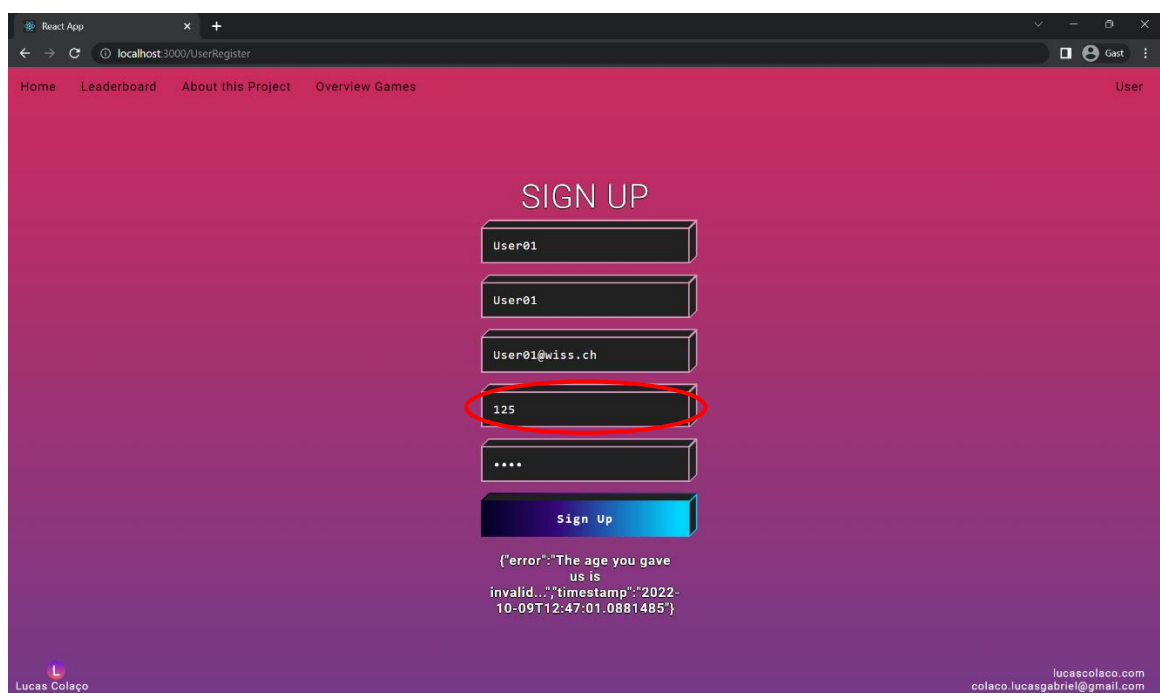 React App
localhost:3000/UserRegister
Gast
Home Leaderboard About this Project Overview Games User
SIGN UP
User01
User01
User01@wiss.ch
125
••••
Sign Up
{"error":"The age you gave
us is
invalid...","timestamp":"2022-
10-09T12:47:01.0881485"}
L
Lucas Colaço
lucascolaco.com
colaco.lucasgabriel@gmail.com